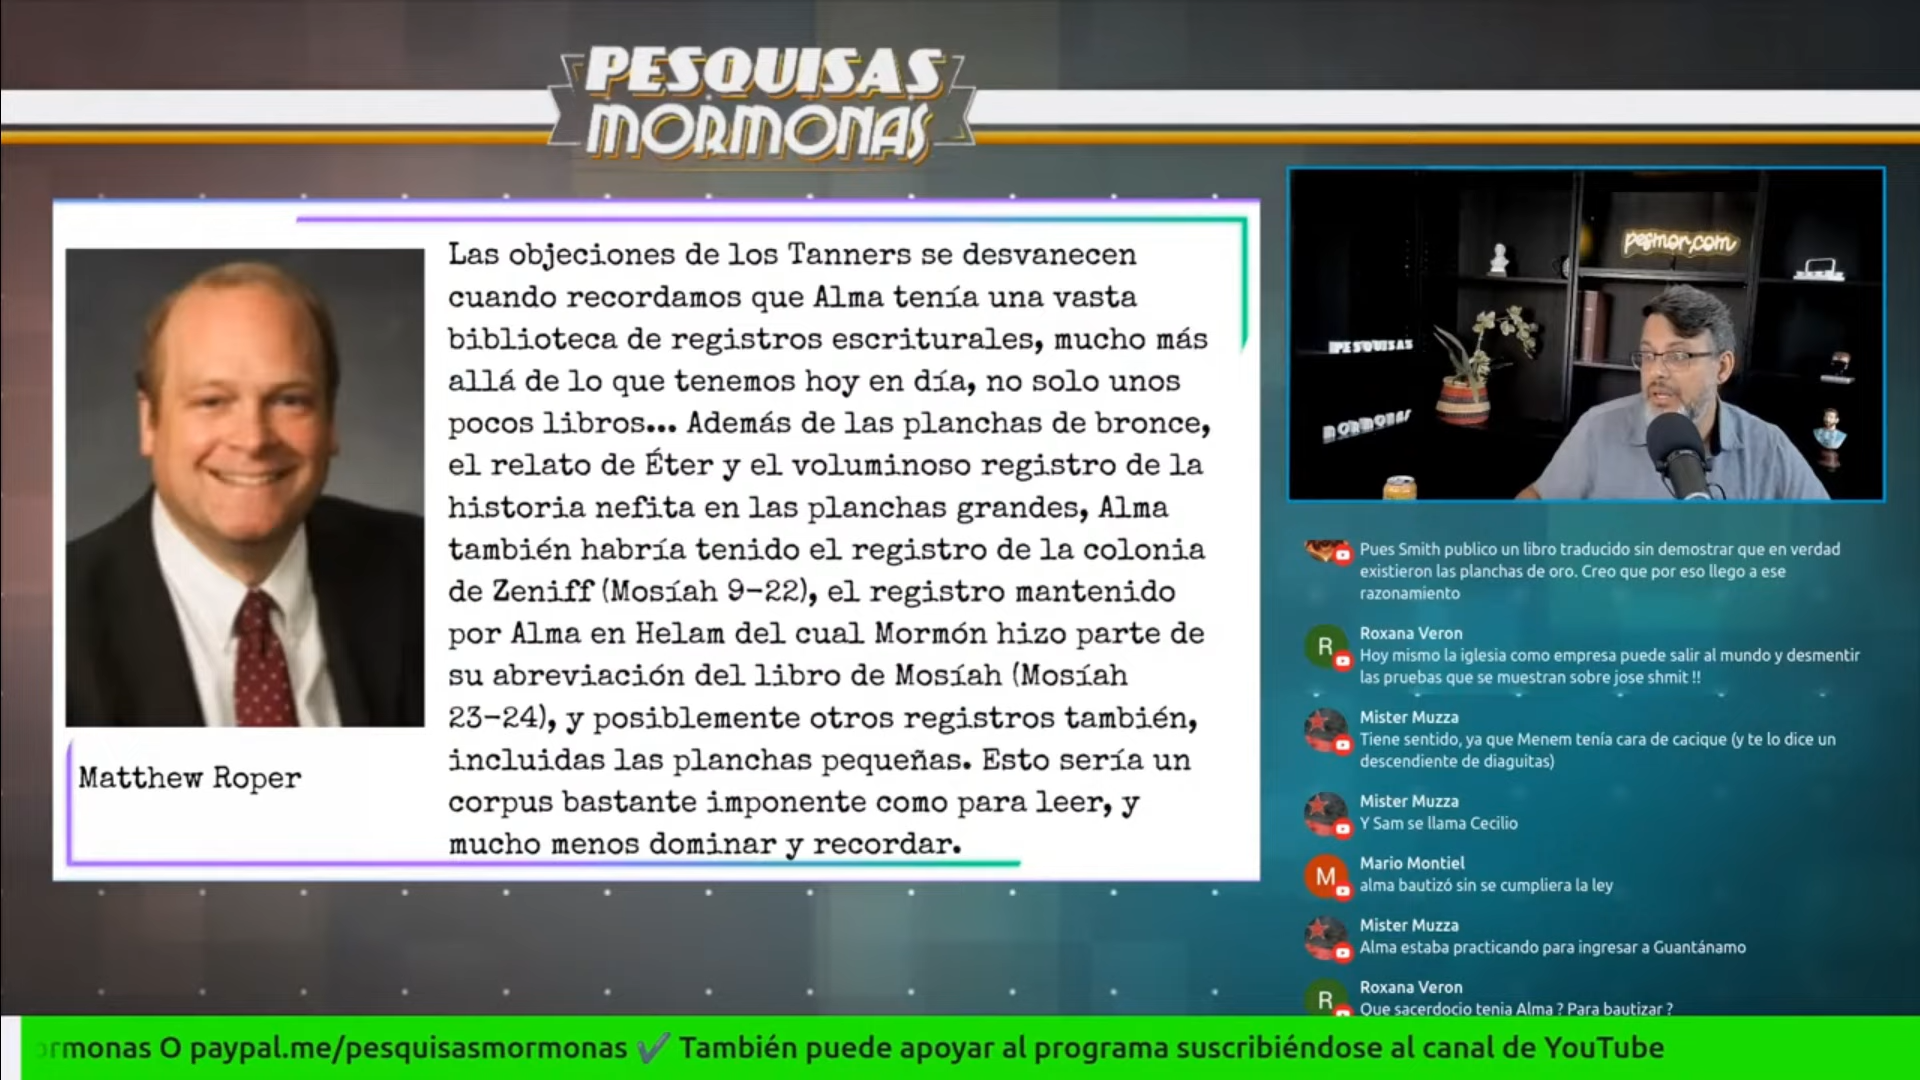 PESQUISAS
MORMONAS
Las objeciones de los Tanners se desvanecen
cuando recordamos que Alma tenía una vasta
biblioteca de registros escriturales, mucho más
allá de lo que tenemos hoy en día, no solo unos
pocos libros... Además de las planchas de bronce,
el relato de Éter y el voluminoso registro de la
historia nefita en las planchas grandes, Alma
también habría tenido el registro de la colonia
de Zeniff (Mosíah 9-22), el registro mantenido
por Alma en Helam del cual Mormón hizo parte de
su abreviación del libro de Mosíah (Mosíah
23-24), y posiblemente otros registros también,
incluidas las planchas pequeñas. Esto sería un
corpus bastante imponente como para leer, y
mucho menos dominar y recordar.
Matthew Roper
pesmor.com
PESQUISAS
MORMONAS
Pues Smith publico un libro traducido sin demostrar que en verdad
existieron las planchas de oro. Creo que por eso llego a ese
razonamiento
R
Roxana Veron
Hoy mismo la iglesia como empresa puede salir al mundo y desmentir
las pruebas que se muestran sobre jose shmit !!
Mister Muzza
Tiene sentido, ya que Menem tenía cara de cacique (y te lo dice un
descendiente de diaguitas)
Mister Muzza
Y Sam se llama Cecilio
M
Mario Montiel
alma bautizó sin se cumpliera la ley
Mister Muzza
Alma estaba practicando para ingresar a Guantánamo
R
Roxana Veron
Que sacerdocio tenia Alma ? Para bautizar ?
ormonas O paypal.me/pesquisasmormonas ✔ También puede apoyar al programa suscribiéndose al canal de YouTube